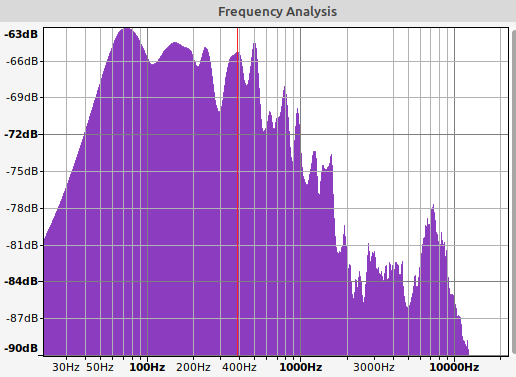 Frequency Analysis
-63dB
-66dB
-69dB
-72dB
-75dB
-78dB
-81dB
-84dB
-87dB
-90dB
30Hz 50Hz 100Hz 200Hz 400Hz 1000Hz 3000Hz 10000Hz